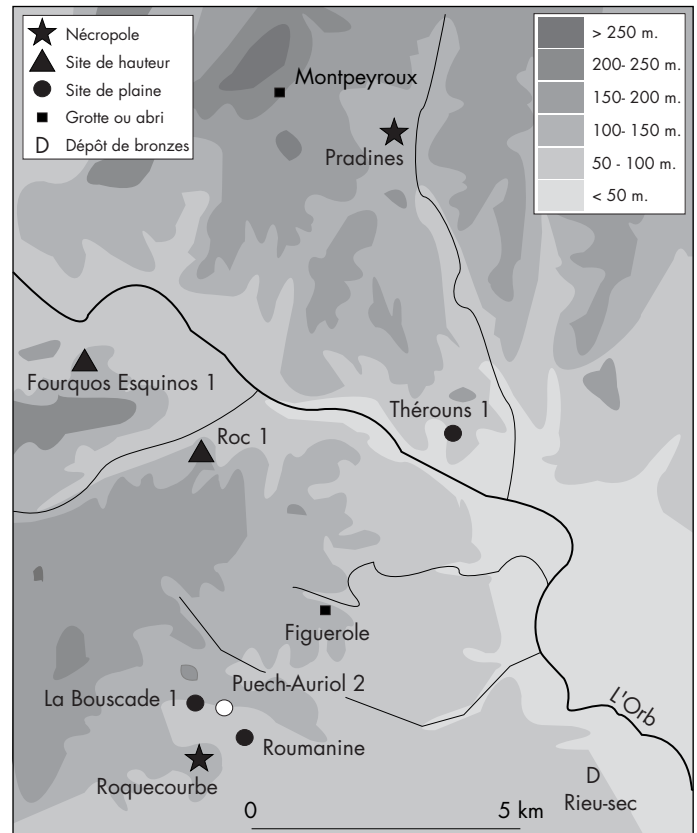 Nécropole
Site de hauteur
Site de plaine
Grotte ou abri
D Dépôt de bronzes
> 250 m.
200- 250 m.
150- 200 m.
100- 150 m.
50 - 100 m.
< 50 m.
Montpeyroux
Pradines
Fourquos Esquinos 1
Thérouns 1
Roc 1
Figuerole
Puech-Auriol 2
La Bouscade 1
L'Orb
Roumanine
D
Roquecourbe
Rieu-sec
0 5 km